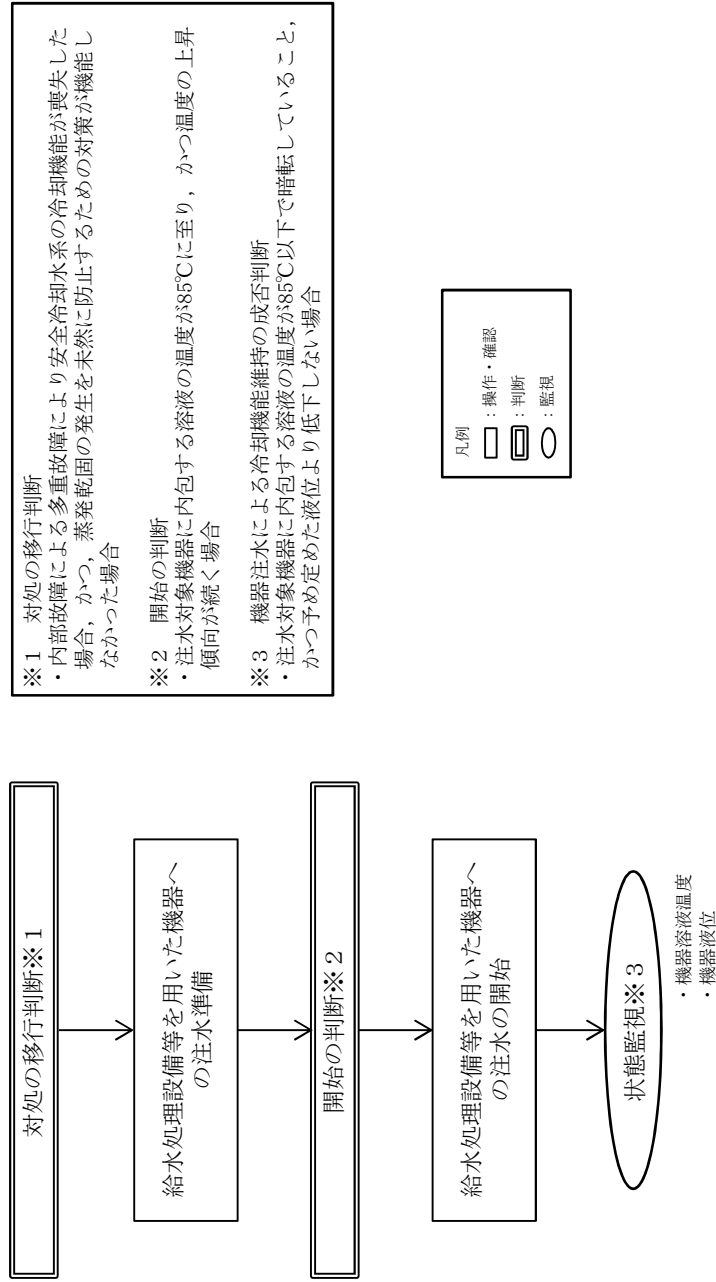 対処の移行判断※1
給水処理設備等を用いた機器へ
の注水準備
開始の判断※2
給水処理設備等を用いた機器へ
の注水の開始
状態監視※3
・機器溶液温度
・機器液位
※1　対処の移行判断
・内部故障による多重故障により安全冷却水系の冷却機能が喪失した
場合，かつ，蒸発乾固の発生を未然に防止するための対策が機能し
なかった場合
※2　開始の判断
・注水対象機器に内包する溶液の温度が85℃に至り，かつ温度の上昇
傾向が続く場合
※3　機器注水による冷却機能維持の成否判断
・注水対象機器に内包する溶液の温度が85℃以下で暗転していること，
かつ予め定めた液位より低下しない場合
凡例
：操作・確認
：判断
：監視